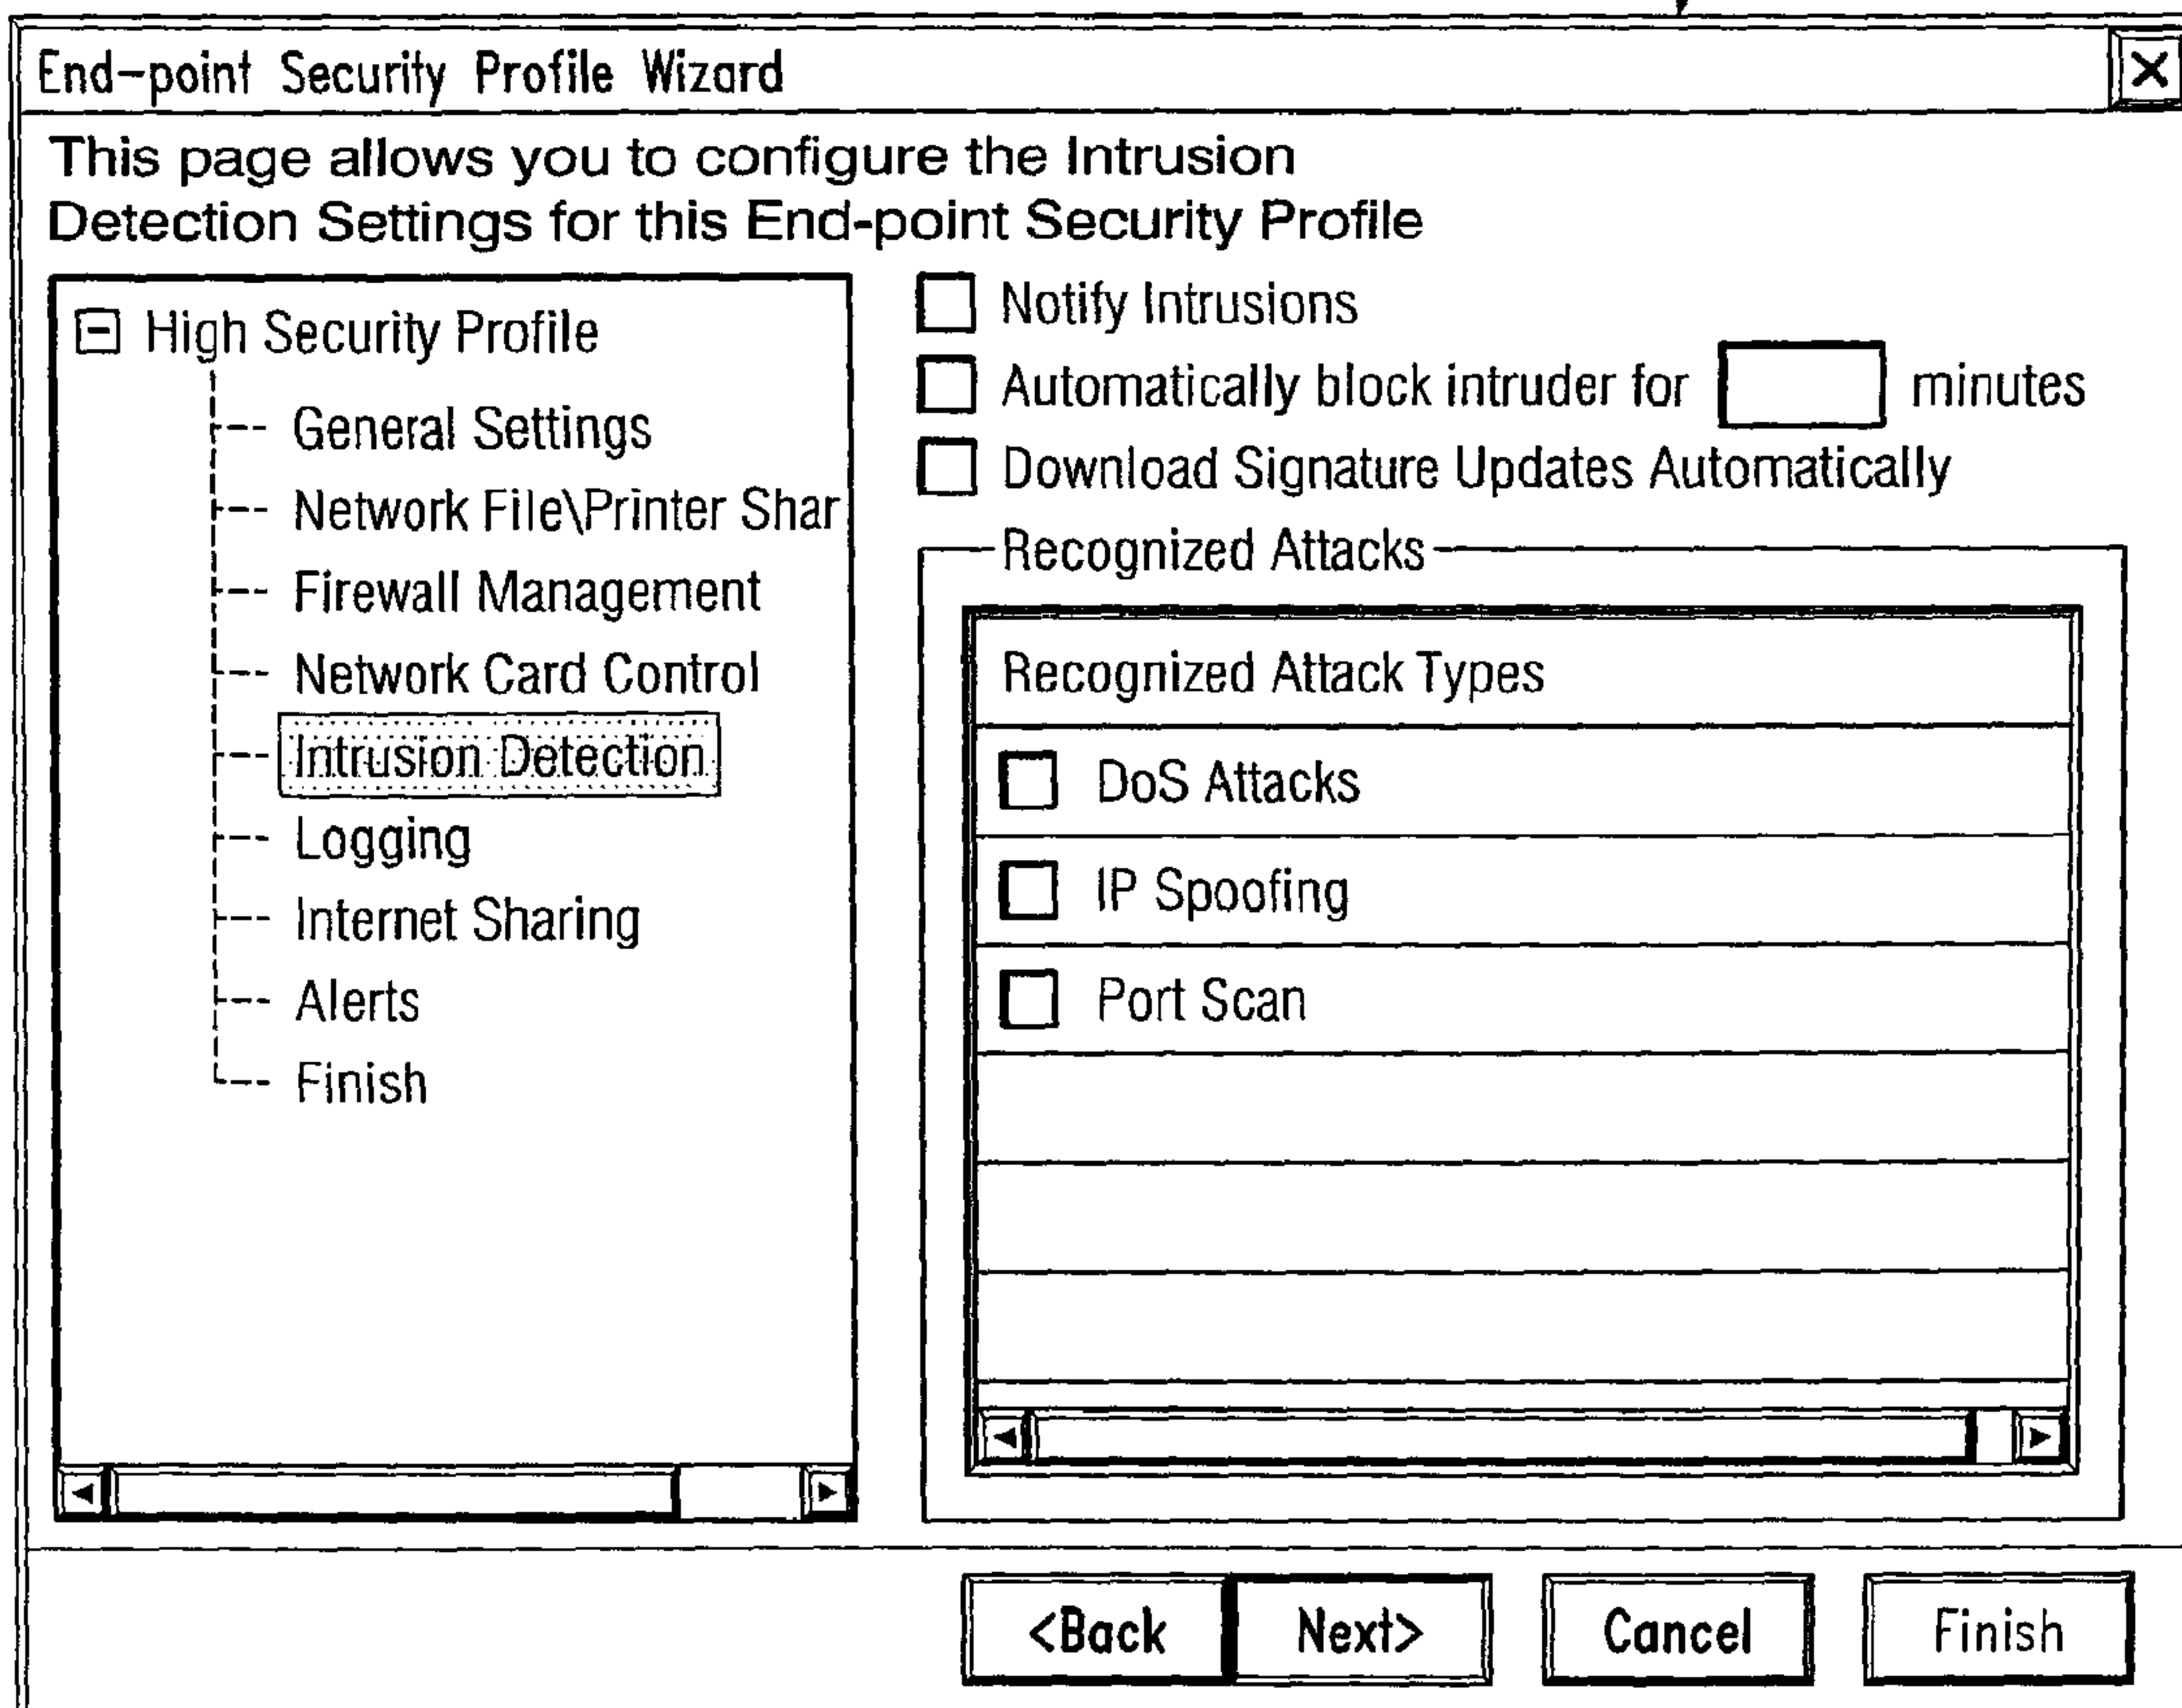 End-point Security Profile Wizard
This page allows you to configure the Intrusion
Detection Settings for this End-point Security Profile
High Security Profile
General Settings
Network File\Printer Shar
Firewall Management
Network Card Control
Intrusion Detection
Logging
Internet Sharing
Alerts
Finish
Notify Intrusions
Automatically block intruder for minutes
Download Signature Updates Automatically
Recognized Attacks
Recognized Attack Types
DoS Attacks
IP Spoofing
Port Scan
<Back Next> Cancel Finish